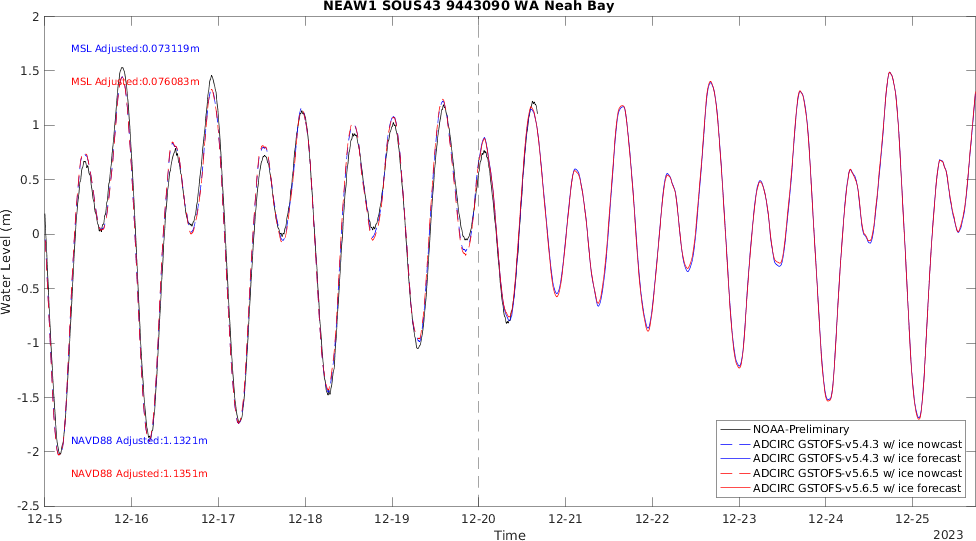 NEAW1 SOUS43 9443090 WA Neah Bay
2
1.5
1
0.5
0
-0.5
-1
-1.5
-2
-2.5
Water Level (m)
MSL Adjusted:0.073119m
MSL Adjusted:0.076083m
NAVD88 Adjusted:1.1321m
NAVD88 Adjusted:1.1351m
NOAA-Preliminary
ADCIRC GSTOFS-v5.4.3 w/ ice nowcast
ADCIRC GSTOFS-v5.4.3 w/ ice forecast
ADCIRC GSTOFS-v5.6.5 w/ ice nowcast
ADCIRC GSTOFS-v5.6.5 w/ ice forecast
12-15 12-16 12-17 12-18 12-19 12-20 12-21 12-22 12-23 12-24 12-25
Time
2023